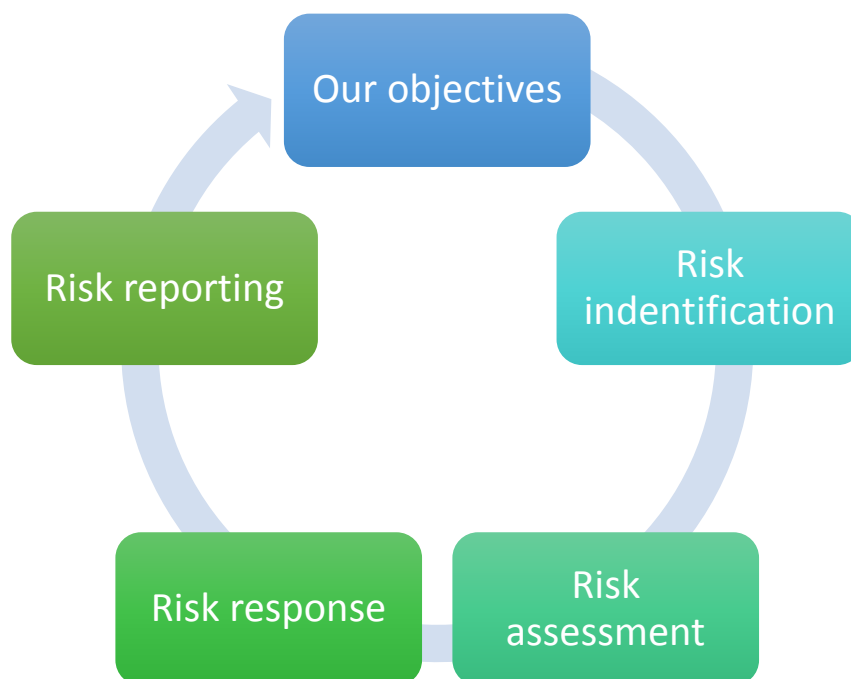 Our objectives
Risk
indentification
Risk
assessment
Risk response
Risk reporting